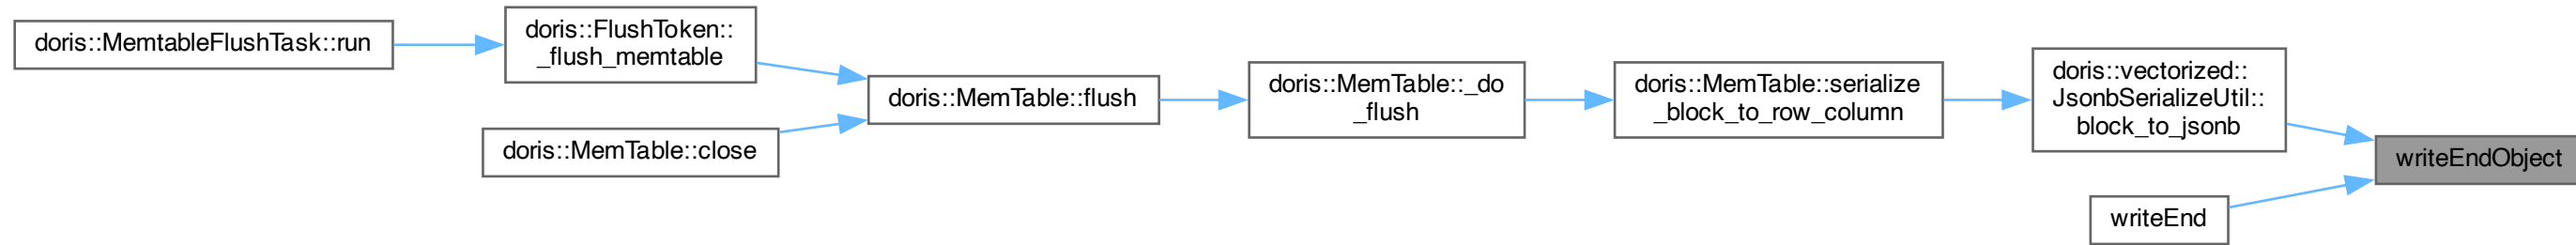 doris::MemtableFlushTask::run
doris::FlushToken::
_flush_memtable
doris::MemTable::close
doris::MemTable::flush
doris::MemTable::_do
_flush
doris::MemTable::serialize
_block_to_row_column
doris::vectorized::
JsonbSerializeUtil::
block_to_jsonb
writeEnd
writeEndObject